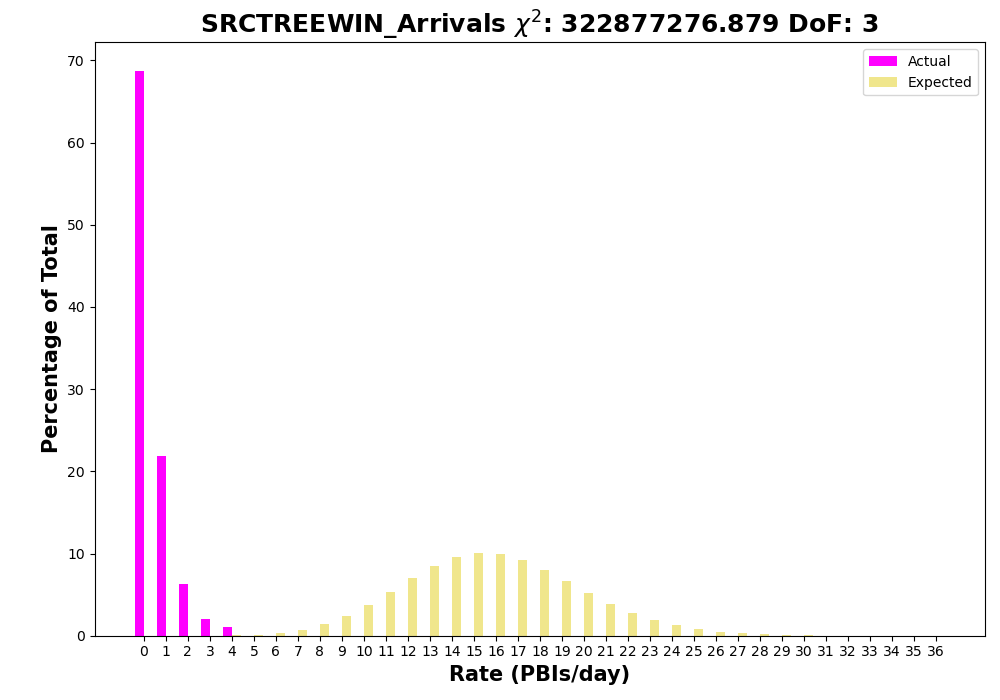 SRCTREEWIN_Arrivals χ²: 322877276.879 DoF: 3
Actual
Expected
70
60
50
40
30
20
10
0
Percentage of Total
0 1 2 3 4 5 6 7 8 9 10 11 12 13 14 15 16 17 18 19 20 21 22 23 24 25 26 27 28 29 30 31 32 33 34 35 36
Rate (PBIs/day)